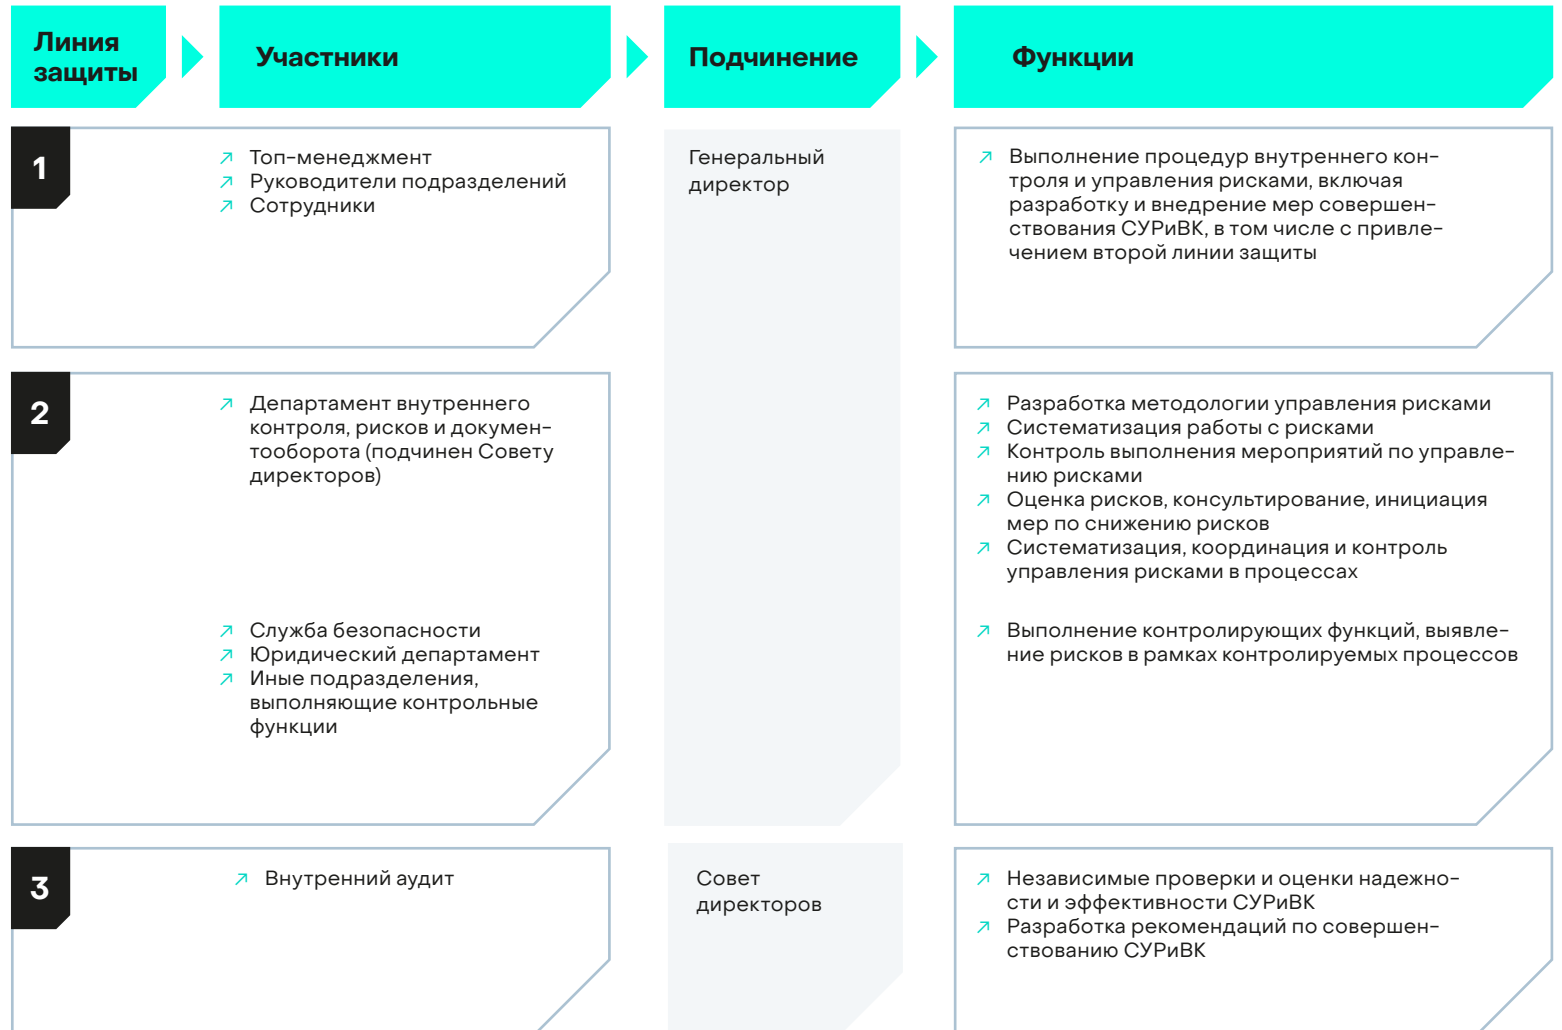 Линия
защиты
Участники
Подчинение
Функции
1
Топ-менеджмент
Руководители подразделений
Сотрудники
Генеральный
директор
Выполнение процедур внутреннего кон-
троля и управления рисками, включая
разработку и внедрение мер совершен-
ствования СУРиВК, в том числе с привле-
чением второй линии защиты
2
Департамент внутреннего
контроля, рисков и докумен-
тооборота (подчинен Совету
директоров)
Разработка методологии управления рисками
Систематизация работы с рисками
Контроль выполнения мероприятий по управле-
нию рисками
Оценка рисков, консультирование, инициация
мер по снижению рисков
Систематизация, координация и контроль
управления рисками в процессах
Служба безопасности
Юридический департамент
Иные подразделения,
выполняющие контрольные
функции
Выполнение контролирующих функций, выявле-
ние рисков в рамках контролируемых процессов
3
Внутренний аудит
Совет
директоров
Независимые проверки и оценки надежно-
сти и эффективности СУРиВК
Разработка рекомендаций по совершен-
ствованию СУРиВК